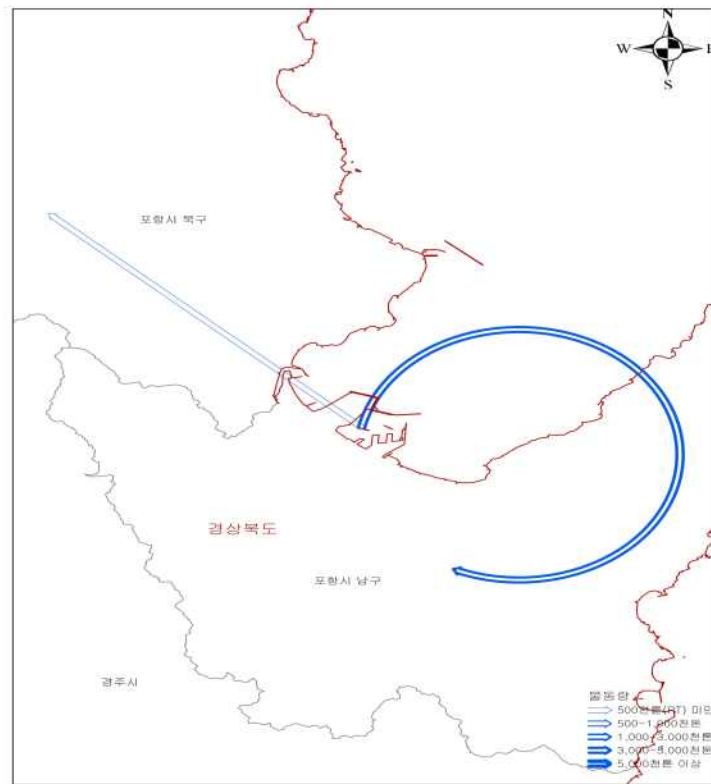 N
W
E
S
포항시 북구
경상북도
포항시 남구
경주시
물동량
500천톤(RT) 미만
500-1,000천톤
1,000-3,000천톤
3,000-5,000천톤
5,000천톤 이상